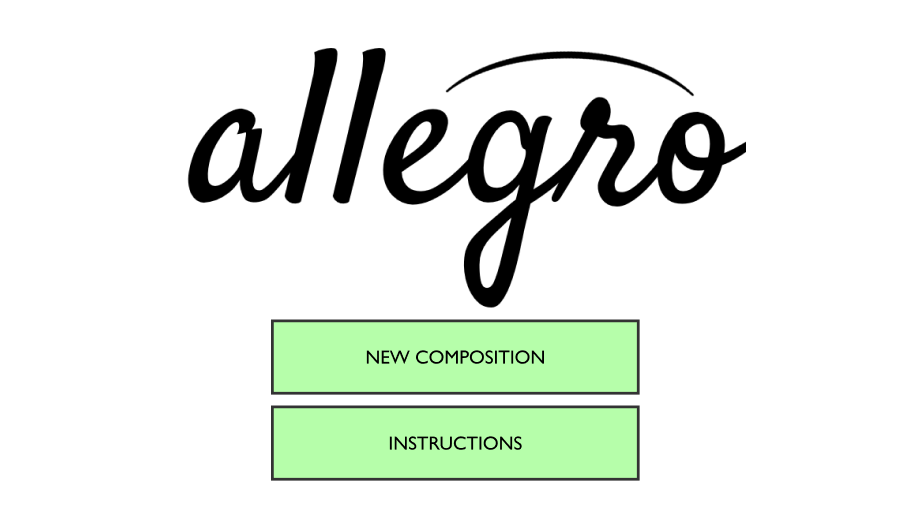 allegro
NEW COMPOSITION
INSTRUCTIONS